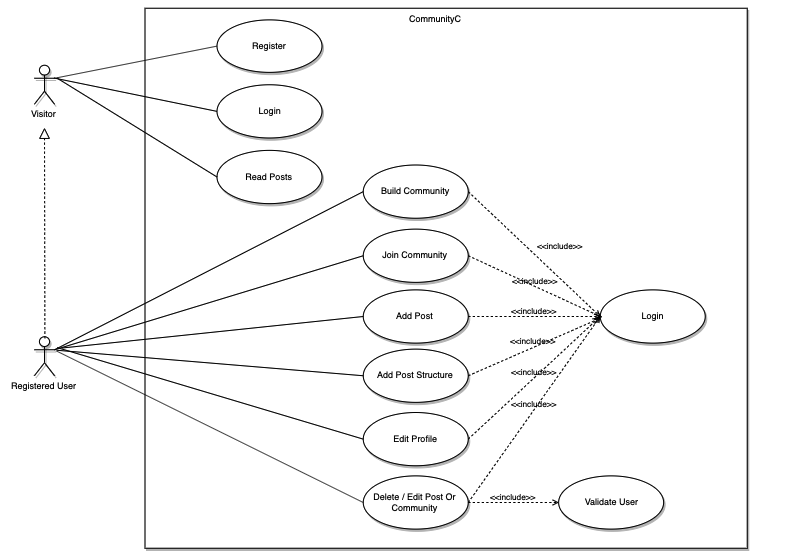 CommunityC
Register
Visitor
Login
Read Posts
Build Community
<<include>>
Join Community
<<include>>
Add Post
<<include>>
Login
<<include>>
Registered User
Add Post Structure
<<include>>
<<include>>
Edit Profile
Delete / Edit Post Or
Community
<<include>>
Validate User